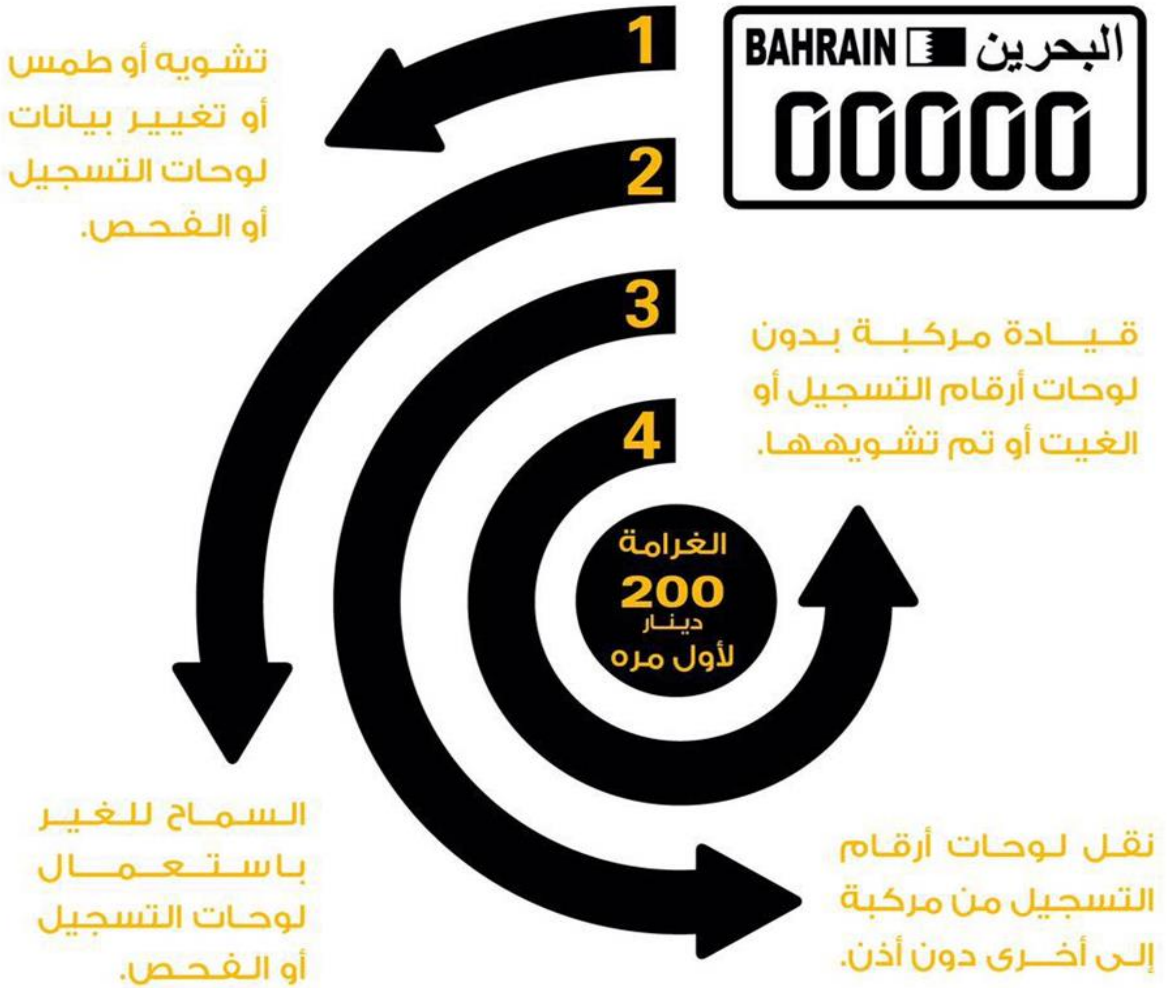 BAHRAIN البحرين
00000
1
تشويه أو طمس
أو تغيير بيانات
لوحات التسجيل
أو الفحص.
2
السماح للغير
باستعمال
لوحات التسجيل
أو الفحص.
3
نقل لوحات أرقام
التسجيل من مركبة
إلى أخرى دون أذن.
4
قيادة مركبة بدون
لوحات أرقام التسجيل أو
الغيت أو تم تشويهها.
الغرامة
200
دينار
لأول مره